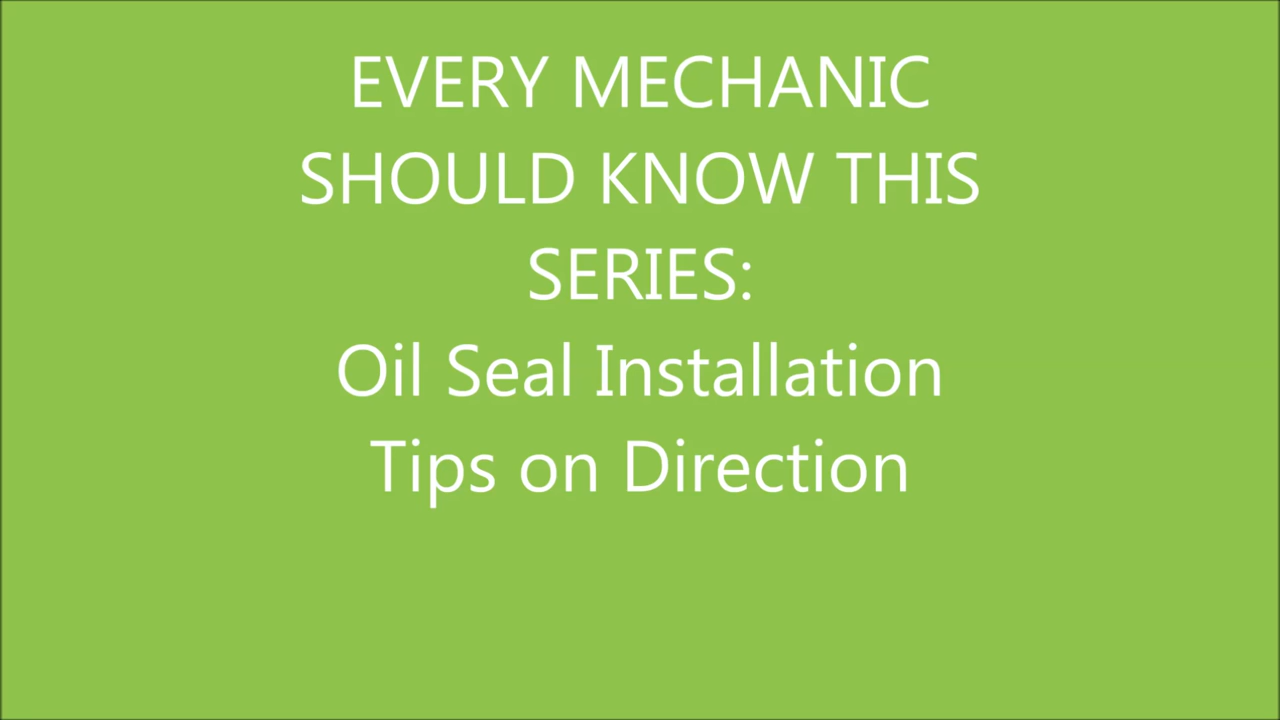 EVERY MECHANIC
SHOULD KNOW THIS
SERIES:
Oil Seal Installation
Tips on Direction